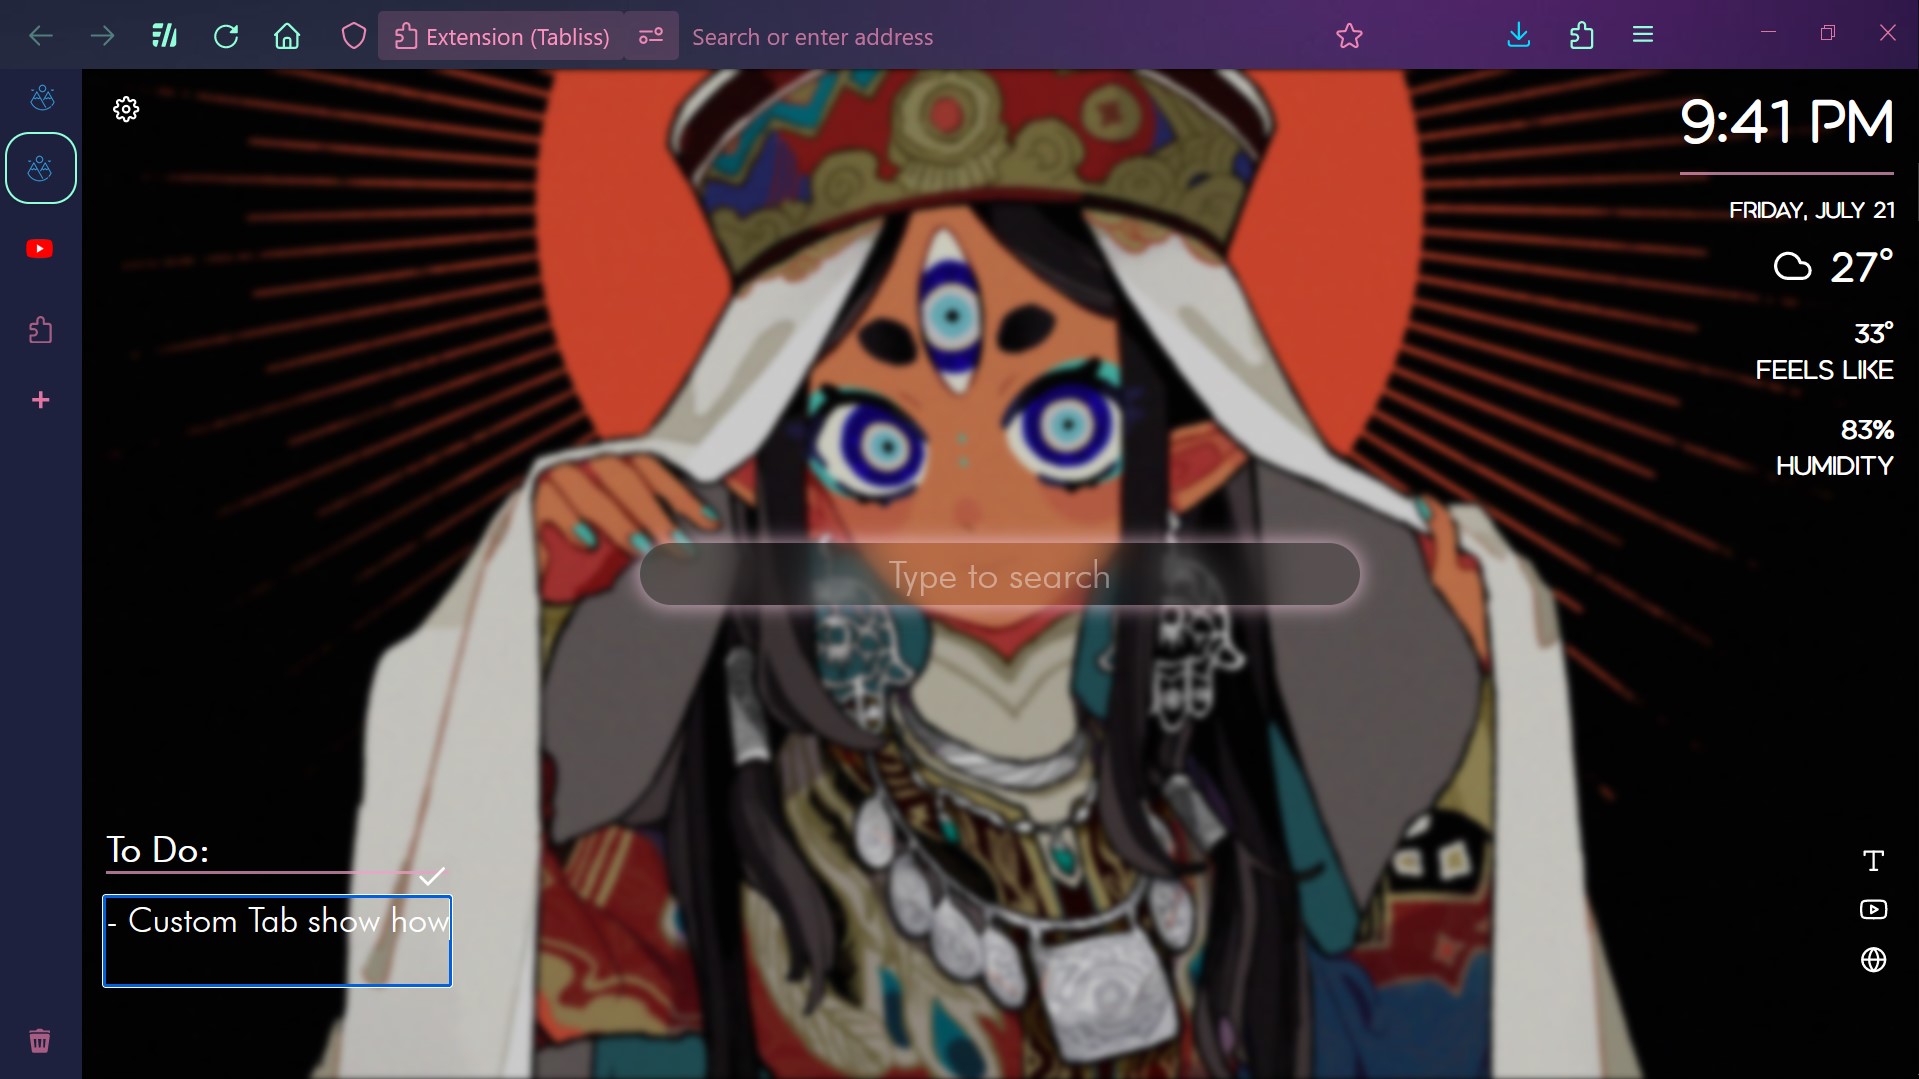 Extension (Tabliss)
Search or enter address
9:41 PM
FRIDAY, JULY 21
27°
33°
FEELS LIKE
83%
HUMIDITY
Type to search
To Do:
- Custom Tab show how